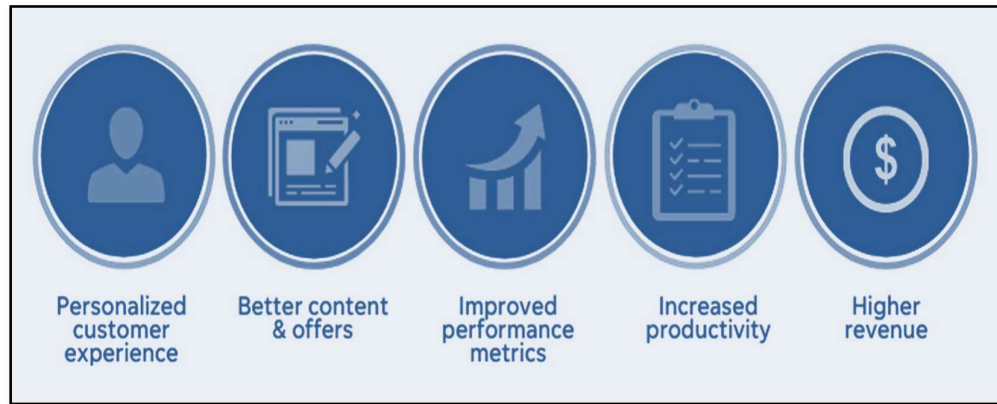 Personalized
customer
experience
Better content
& offers
Improved
performance
metrics
Increased
productivity
Higher
revenue
$